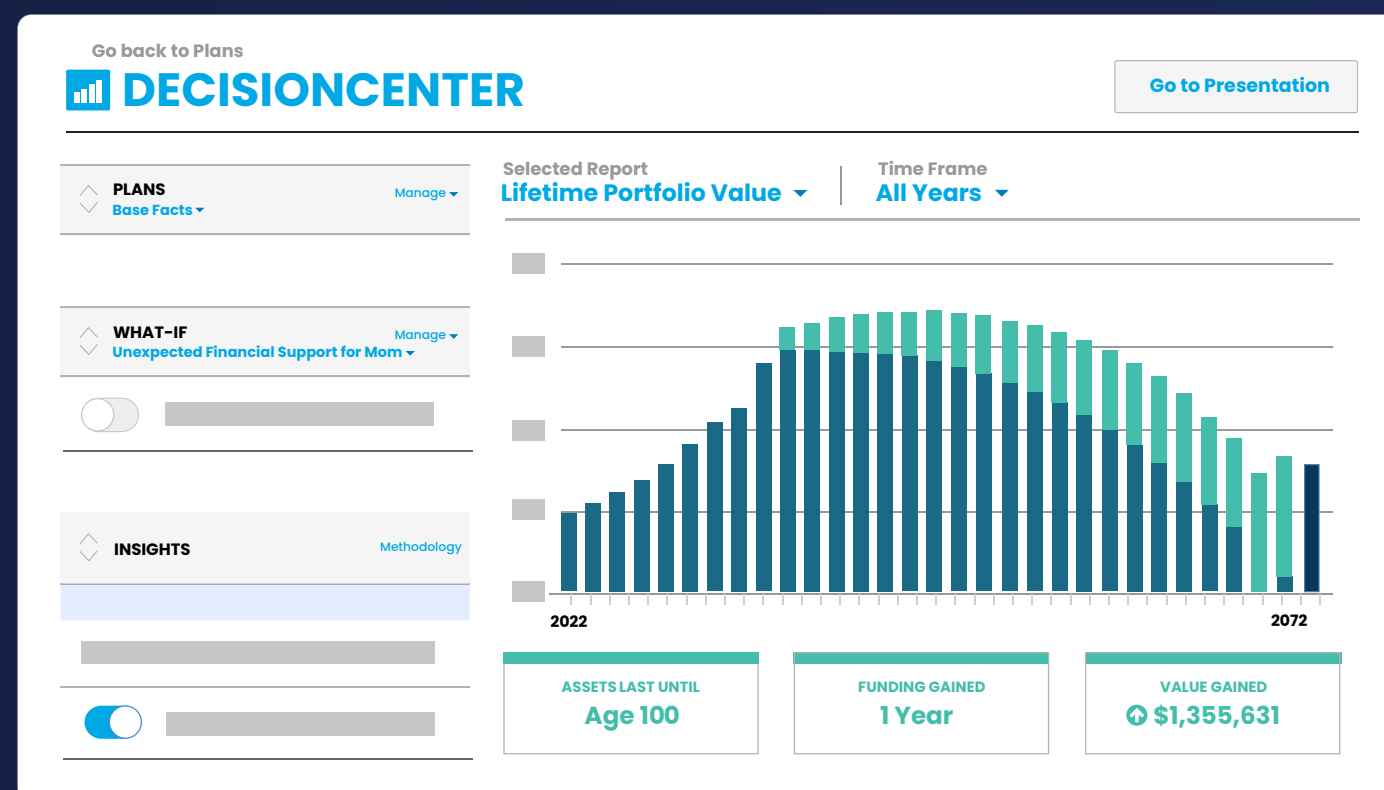 Go back to Plans
DECISIONCENTER
Go to Presentation
PLANS
Manage
Base Facts
WHAT-IF
Manage
Unexpected Financial Support for Mom
INSIGHTS
Methodology
Selected Report
Lifetime Portfolio Value
Time Frame
All Years
2022
2072
ASSETS LAST UNTIL
Age 100
FUNDING GAINED
1 Year
VALUE GAINED
$1,355,631